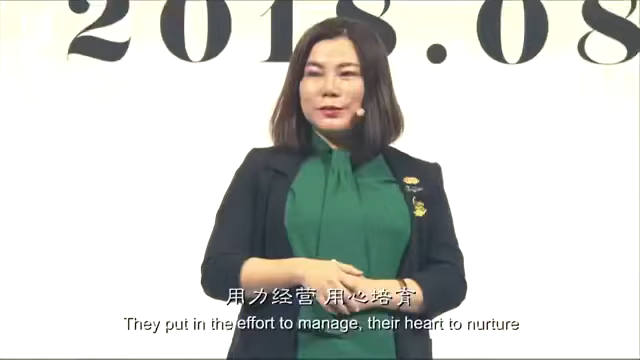 2018.08
用力经营 用心培育
They put in the effort to manage, their heart to nurture